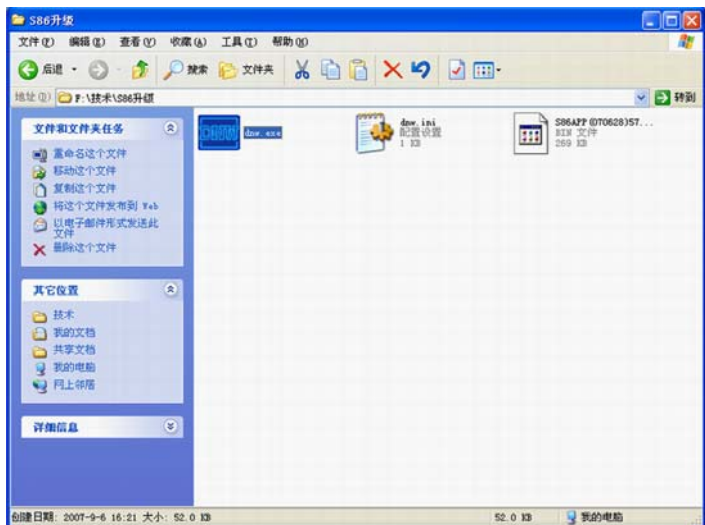 S86升级
文件(F) 编辑(E) 查看(V) 收藏(A) 工具(T) 帮助(H)
后退 搜索 文件夹
地址(D) F:\技术\S86升级 转到
文件和文件夹任务
重命名这个文件
移动这个文件
复制这个文件
将这个文件发布到 Web
以电子邮件形式发送此
文件
删除这个文件
其它位置
技术
我的文档
共享文档
我的电脑
网上邻居
详细信息
DNW
dnw.exe
dnw.ini
配置设置
1 KB
S86APP(DT0628)S7...
BIN 文件
269 KB
创建日期: 2007-9-6 16:21 大小: 52.0 KB 52.0 KB 我的电脑